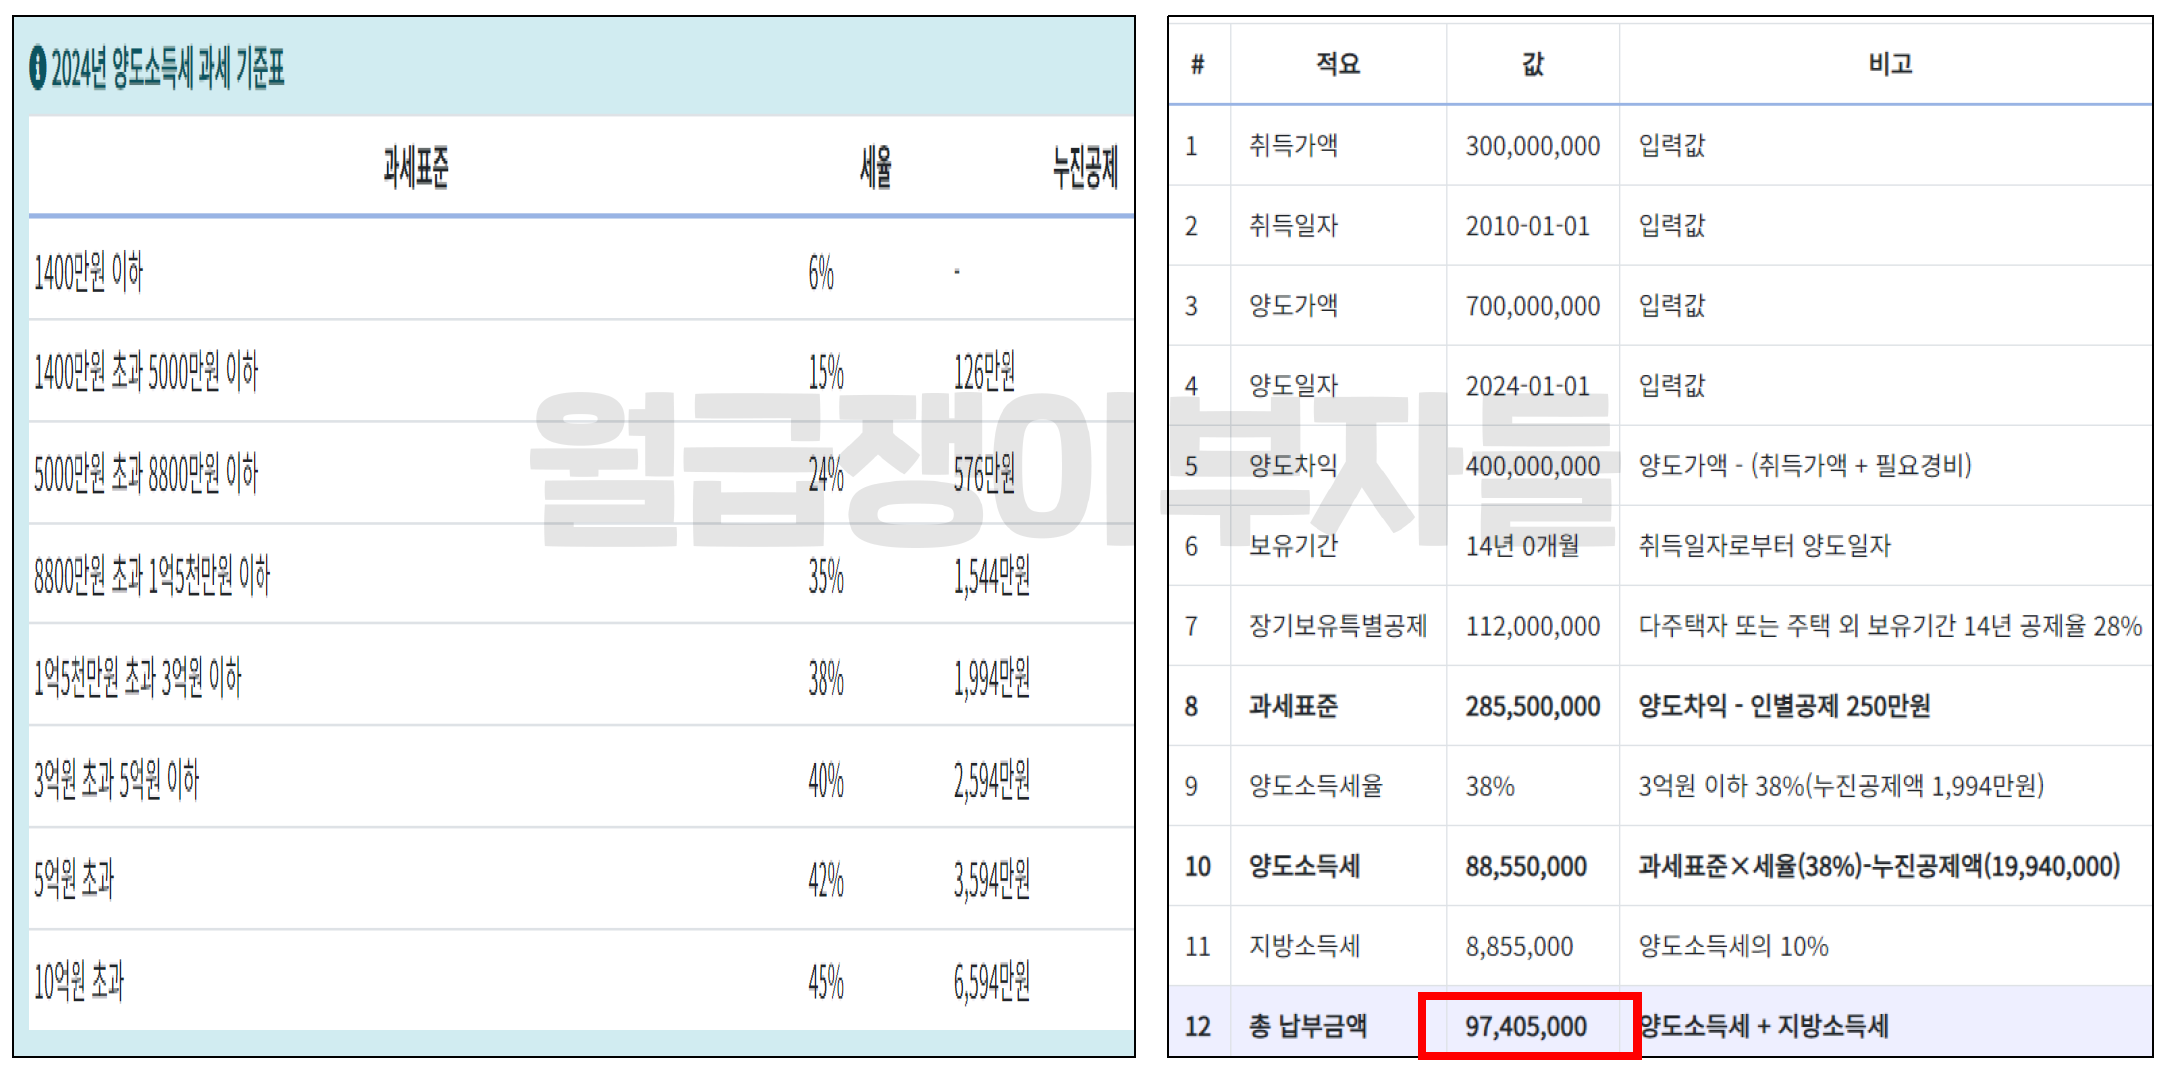 2024년 양도소득세 과세 기준표
과세표준 세율 누진공제
1400만원 이하 6% -
1400만원 초과 5000만원 이하 15% 126만원
5000만원 초과 8800만원 이하 24% 576만원
8800만원 초과 1억5천만원 이하 35% 1,544만원
1억5천만원 초과 3억원 이하 38% 1,994만원
3억원 초과 5억원 이하 40% 2,594만원
5억원 초과 42% 3,594만원
10억원 초과 45% 6,594만원
# 적요 값 비고
1 취득가액 300,000,000 입력값
2 취득일자 2010-01-01 입력값
3 양도가액 700,000,000 입력값
4 양도일자 2024-01-01 입력값
5 양도차익 400,000,000 양도가액 - (취득가액 + 필요경비)
6 보유기간 14년 0개월 취득일자로부터 양도일자
7 장기보유특별공제 112,000,000 다주택자 또는 주택 외 보유기간 14년 공제율 28%
8 과세표준 285,500,000 양도차익 - 인별공제 250만원
9 양도소득세율 38% 3억원 이하 38%(누진공제액 1,994만원)
10 양도소득세 88,550,000 과세표준×세율(38%)-누진공제액(19,940,000)
11 지방소득세 8,855,000 양도소득세의 10%
12 총 납부금액 97,405,000 양도소득세 + 지방소득세
월급쟁이부자들